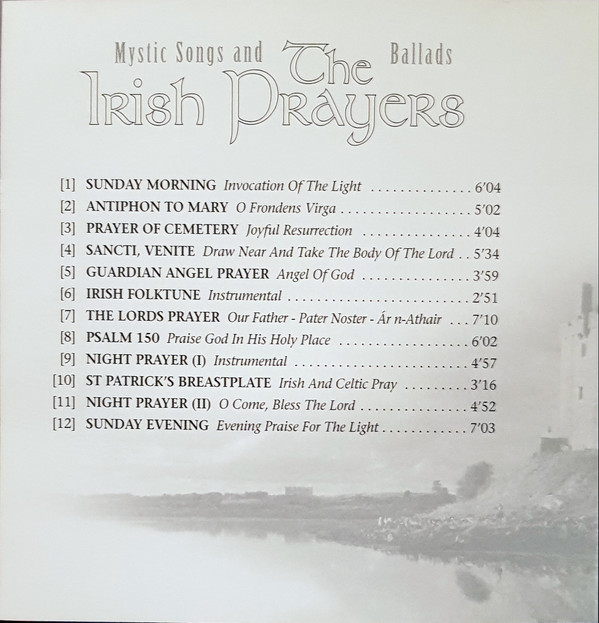 Mystic Songs and The Ballads
Irish Prayers
[1] SUNDAY MORNING Invocation Of The Light . . . . . . . . . . . . . . 6'04
[2] ANTIPHON TO MARY O Frondens Virga . . . . . . . . . . . . . . . . . . 5'02
[3] PRAYER OF CEMETERY Joyful Resurrection . . . . . . . . . . . . . . . 4'04
[4] SANCTI, VENITE Draw Near And Take The Body Of The Lord . . 5'34
[5] GUARDIAN ANGEL PRAYER Angel Of God . . . . . . . . . . . . . . . 3'59
[6] IRISH FOLKTUNE Instrumental . . . . . . . . . . . . . . . . . . . . . . . . . 2'51
[7] THE LORDS PRAYER Our Father - Pater Noster - Ár n-Athair . . . 7'10
[8] PSALM 150 Praise God In His Holy Place . . . . . . . . . . . . . . . . . . 6'02
[9] NIGHT PRAYER (I) Instrumental . . . . . . . . . . . . . . . . . . . . . . . . 4'57
[10] ST PATRICK'S BREASTPLATE Irish And Celtic Pray . . . . . . . . . 3'16
[11] NIGHT PRAYER (II) O Come, Bless The Lord . . . . . . . . . . . . . . 4'52
[12] SUNDAY EVENING Evening Praise For The Light . . . . . . . . . . . 7'03